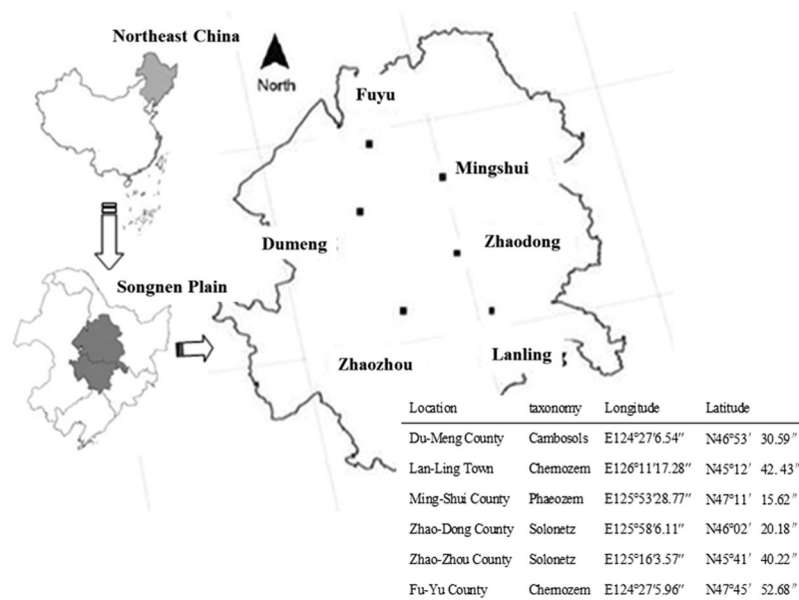 Northeast China
North
Fuyu
Mingshui
Dumeng
Zhaodong
Songnen Plain
Zhaozhou
Lanling
Location taxonomy Longitude Latitude
Du-Meng County Cambosols E124°27'6.54″ N46°53′ 30.59″
Lan-Ling Town Chernozem E126°11'17.28″ N45°12′ 42.43″
Ming-Shui County Phaeozem E125°53'28.77″ N47°11′ 15.62″
Zhao-Dong County Solonetz E125°58'6.11″ N46°02′ 20.18″
Zhao-Zhou County Solonetz E125°16'3.57″ N45°41′ 40.22″
Fu-Yu County Chernozem E124°27'5.96″ N47°45′ 52.68″